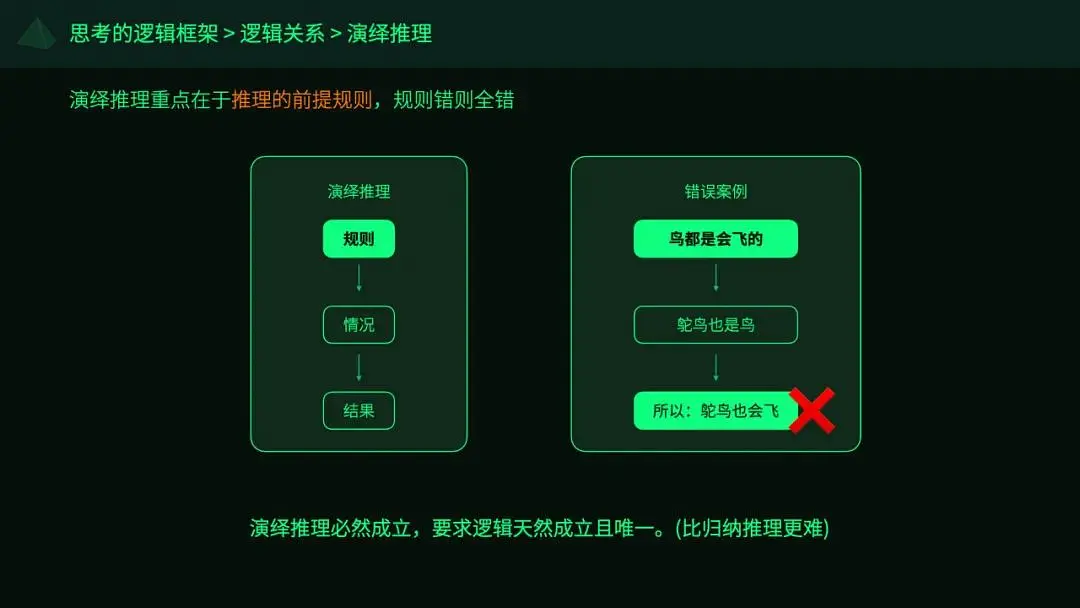 思考的逻辑框架 > 逻辑关系 > 演绎推理
演绎推理重点在于推理的前提规则，规则错则全错
演绎推理
规则
情况
结果
错误案例
鸟都是会飞的
鸵鸟也是鸟
所以：鸵鸟也会飞
演绎推理必然成立，要求逻辑天然成立且唯一。(比归纳推理更难)